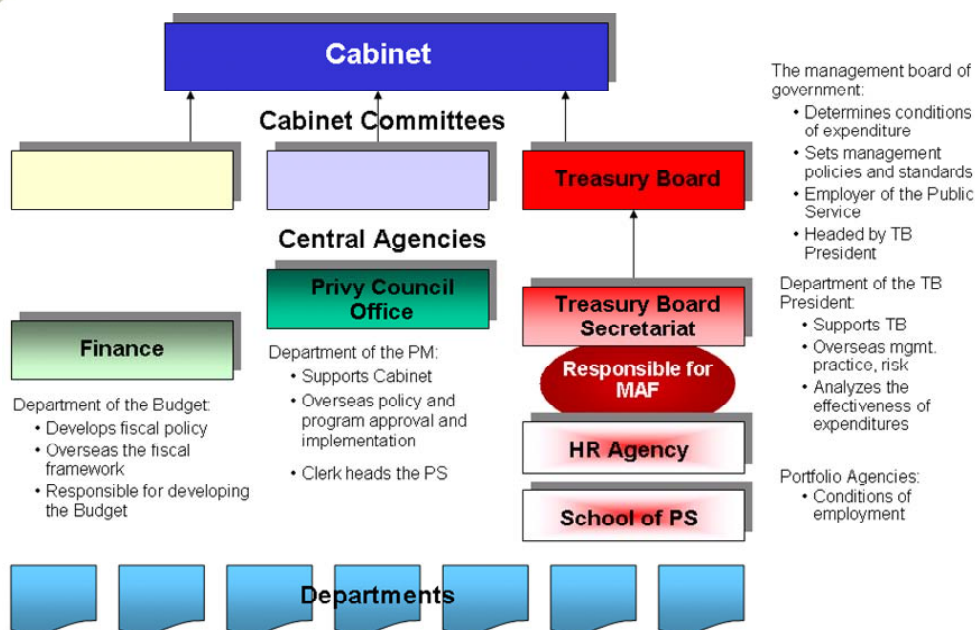 Cabinet
Cabinet Committees
Treasury Board
The management board of
government:
• Determines conditions
of expenditure
• Sets management
policies and standards
• Employer of the Public
Service
• Headed by TB
President
Central Agencies
Finance
Department of the Budget:
• Develops fiscal policy
• Overseas the fiscal
framework
• Responsible for developing
the Budget
Privy Council
Office
Department of the PM:
• Supports Cabinet
• Overseas policy and
program approval and
implementation
• Clerk heads the PS
Treasury Board
Secretariat
Responsible for
MAF
HR Agency
School of PS
Department of the TB
President:
• Supports TB
• Overseas mgmt.
practice, risk
• Analyzes the
effectiveness of
expenditures
Portfolio Agencies:
• Conditions of
employment
Departments